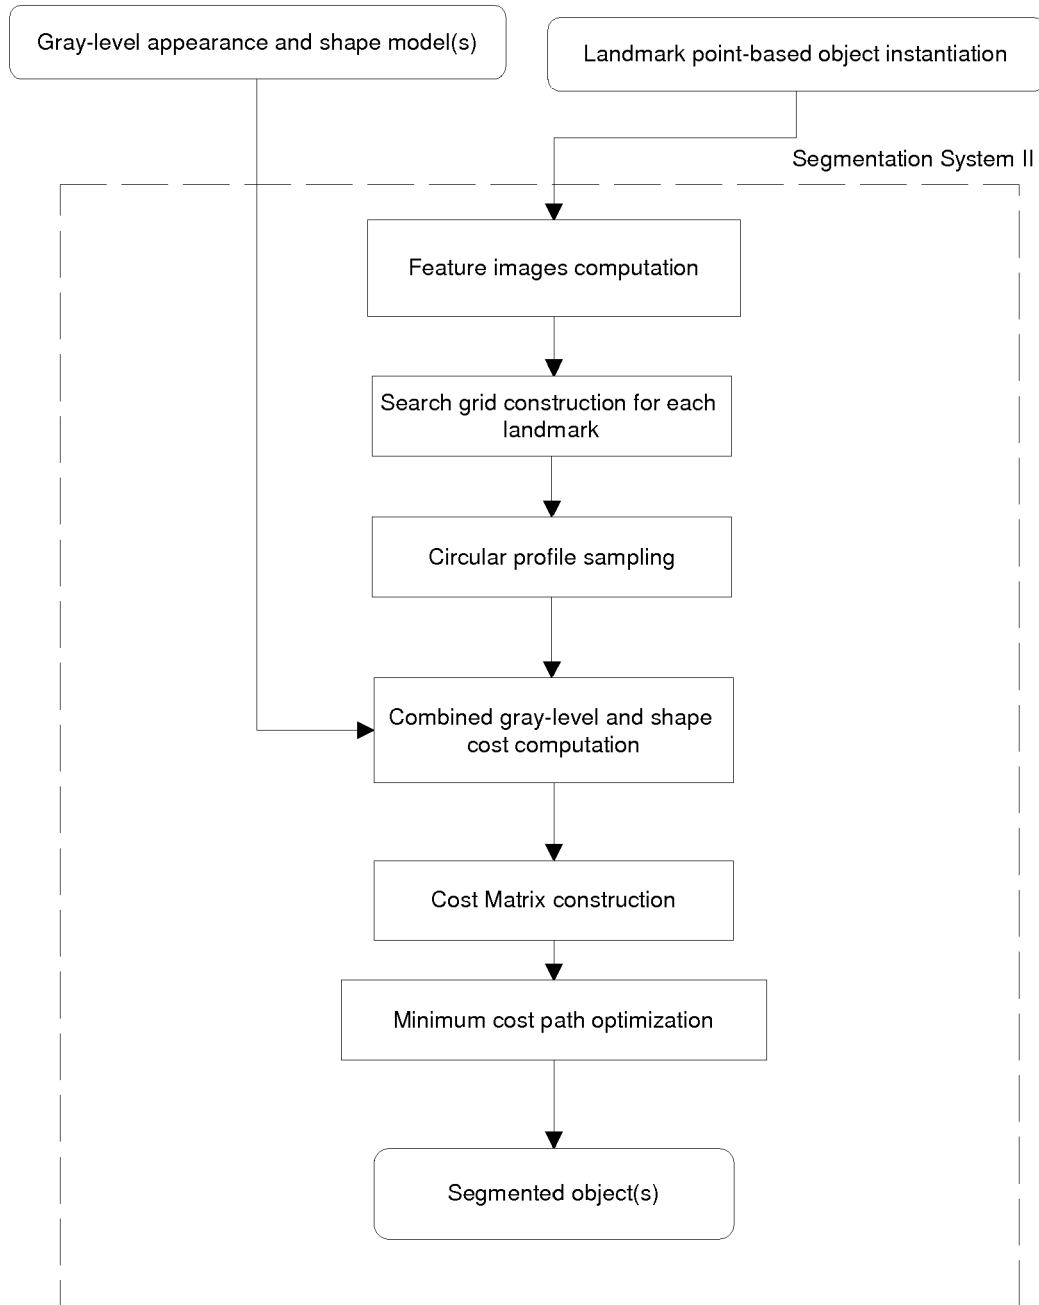 Gray-level appearance and shape model(s)
Landmark point-based object instantiation
Segmentation System II
Feature images computation
Search grid construction for each
landmark
Circular profile sampling
Combined gray-level and shape
cost computation
Cost Matrix construction
Minimum cost path optimization
Segmented object(s)